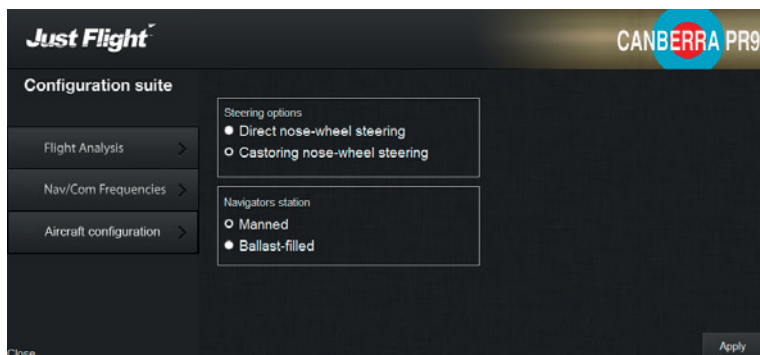 Just Flight
CANBERRA PR9
Configuration suite
Flight Analysis
Nav/Com Frequencies
Aircraft configuration
Steering options
Direct nose-wheel steering
Castoring nose-wheel steering
Navigators station
Manned
Ballast-filled
Close
Apply